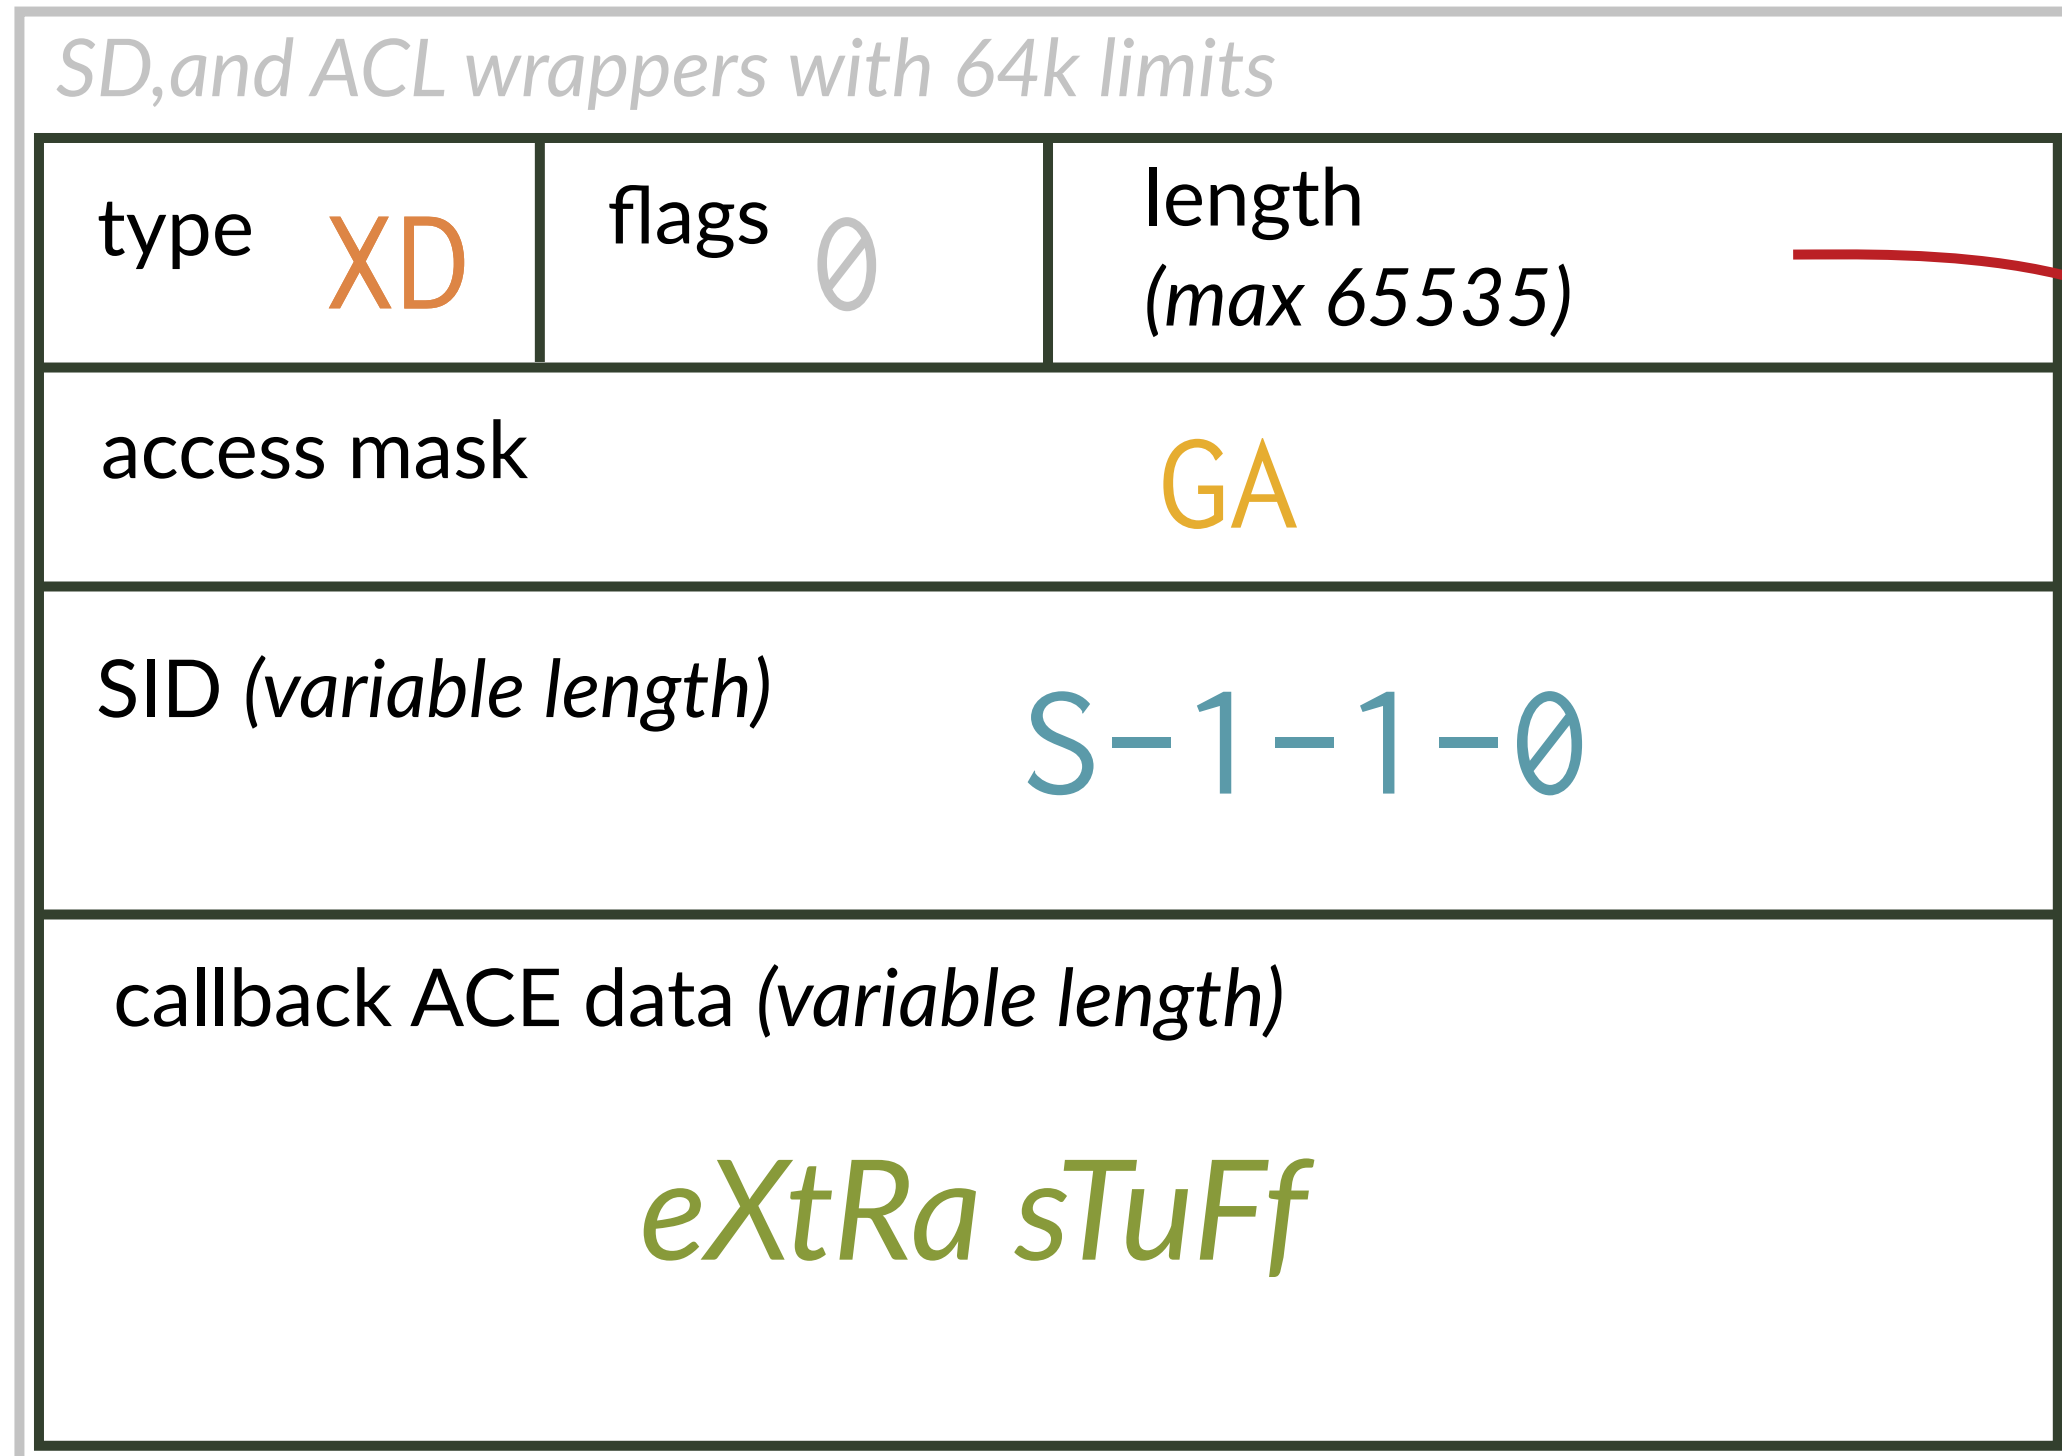 SD,and ACL wrappers with 64k limits
type XD
flags 0
length
(max 65535)
access mask GA
SID (variable length) S-1-1-0
callback ACE data (variable length)
eXtRa sTuFf